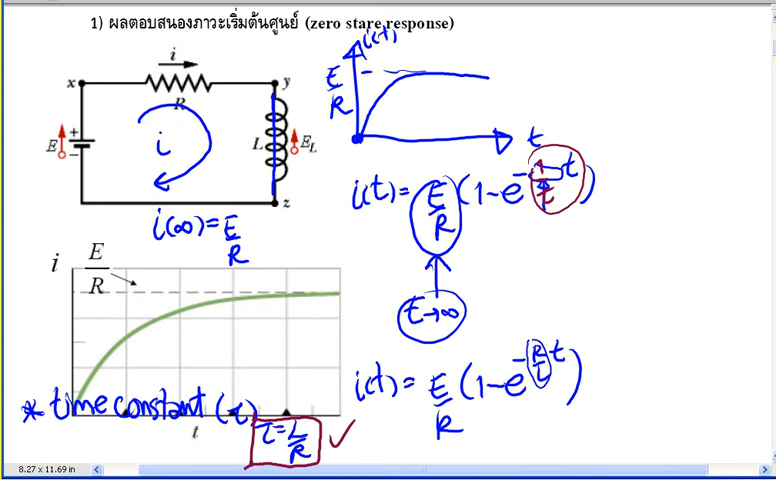 1) ผลตอบสนองภาวะเริ่มต้นศูนย์ (zero stare response)
i
x
y
R
E
+
−
i
L
E_L
z
i(∞) = E/R
i(t)
E/R
t
i(t) = E/R (1 − e^{−(1/τ)t})
t→∞
i(t) = E/R (1 − e^{−(R/L)t})
i
E/R
t
* time constant (τ)
τ = L/R ✓
8.27 x 11.69 in